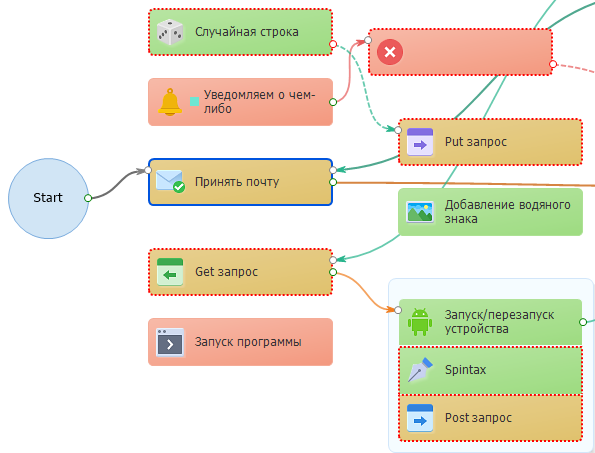 Случайная строка
Уведомляем о чем-
либо
Put запрос
Start
Принять почту
Добавление водяного
знака
Get запрос
Запуск/перезапуск
устройства
Запуск программы
Spintax
Post запрос